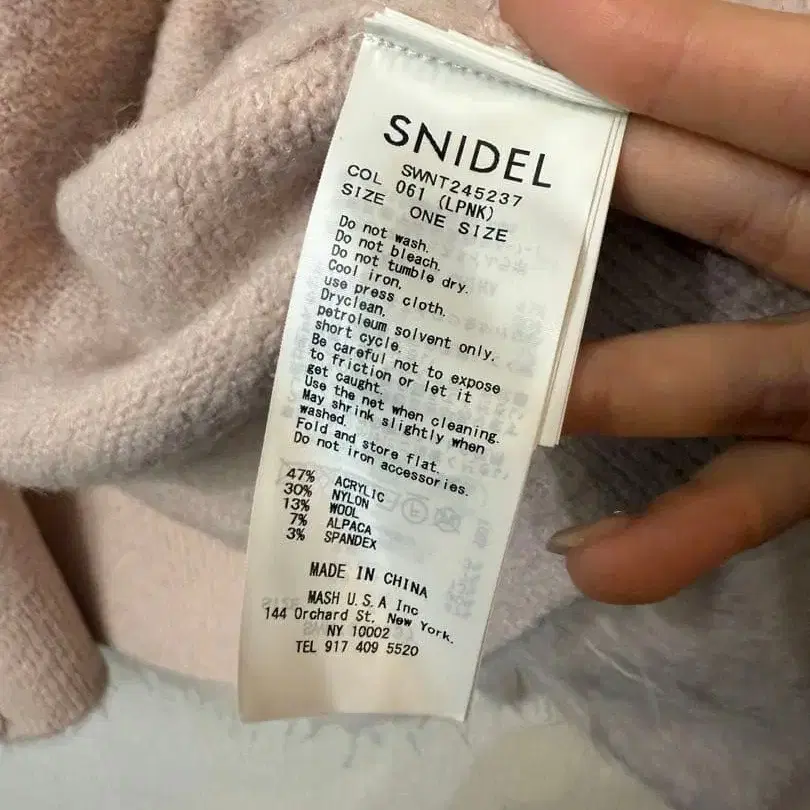 SNIDEL
SWNT245237
COL 061 (LPNK)
SIZE ONE SIZE
Do not wash.
Do not bleach.
Do not tumble dry.
Cool iron,
use press cloth.
Dryclean,
petroleum solvent only,
short cycle.
Be careful not to expose
to friction or let it
get caught.
Use the net when cleaning.
May shrink slightly when
washed.
Fold and store flat.
Do not iron accessories.
47% ACRYLIC
30% NYLON
13% WOOL
7% ALPACA
3% SPANDEX
MADE IN CHINA
MASH U.S.A Inc
144 Orchard St, New York,
NY 10002
TEL 917 409 5520